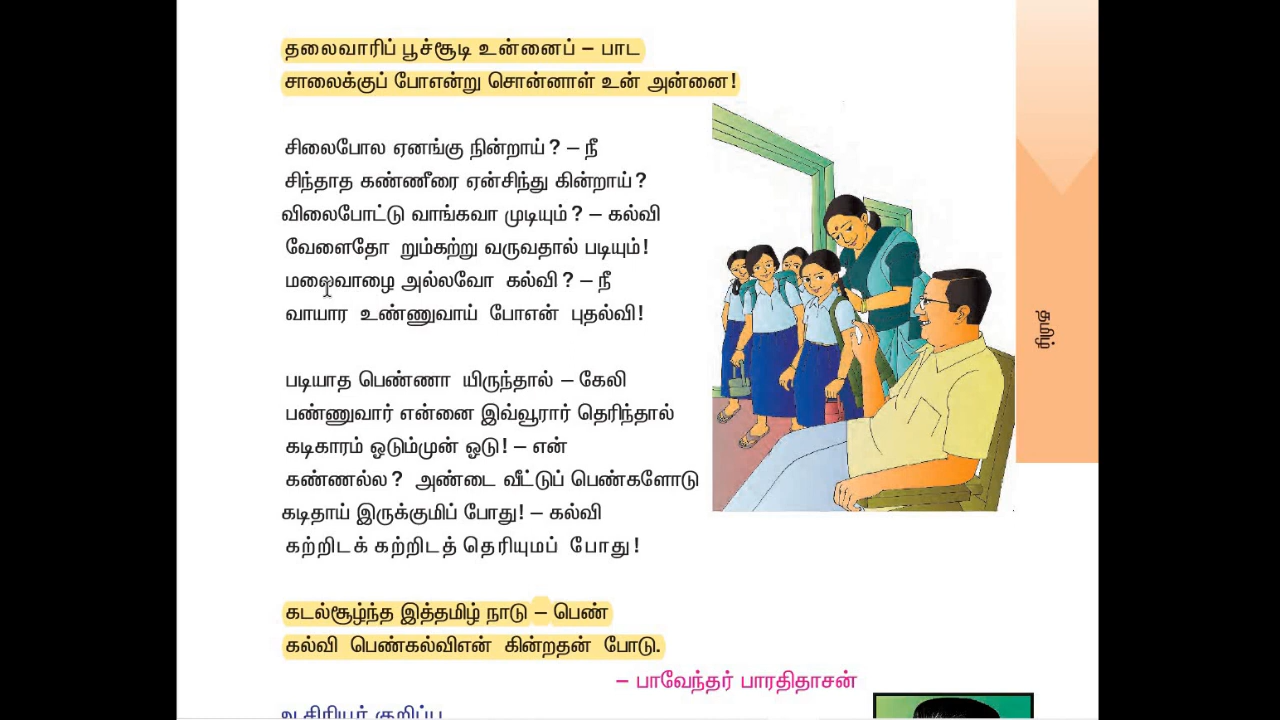 தலைவாரிப் பூச்சூடி உன்னைப் – பாட
சாலைக்குப் போஎன்று சொன்னாள் உன் அன்னை!
சிலைபோல ஏனங்கு நின்றாய்? – நீ
சிந்தாத கண்ணீரை ஏன்சிந்து கின்றாய்?
விலைபோட்டு வாங்கவா முடியும்? – கல்வி
வேளைதோ றும்கற்று வருவதால் படியும்!
மலைவாழை அல்லவோ கல்வி? – நீ
வாயார உண்ணுவாய் போஎன் புதல்வி!
படியாத பெண்ணா யிருந்தால் – கேலி
பண்ணுவார் என்னை இவ்வூரார் தெரிந்தால்
கடிகாரம் ஓடும்முன் ஓடு! – என்
கண்ணல்ல? அண்டை வீட்டுப் பெண்களோடு
கடிதாய் இருக்குமிப் போது! – கல்வி
கற்றிடக் கற்றிடத் தெரியுமப் போது!
கடல்சூழ்ந்த இத்தமிழ் நாடு – பெண்
கல்வி பெண்கல்விஎன் கின்றதன் போடு.
– பாவேந்தர் பாரதிதாசன்
ஆசிரியர் குறிப்பு
தமிழ்